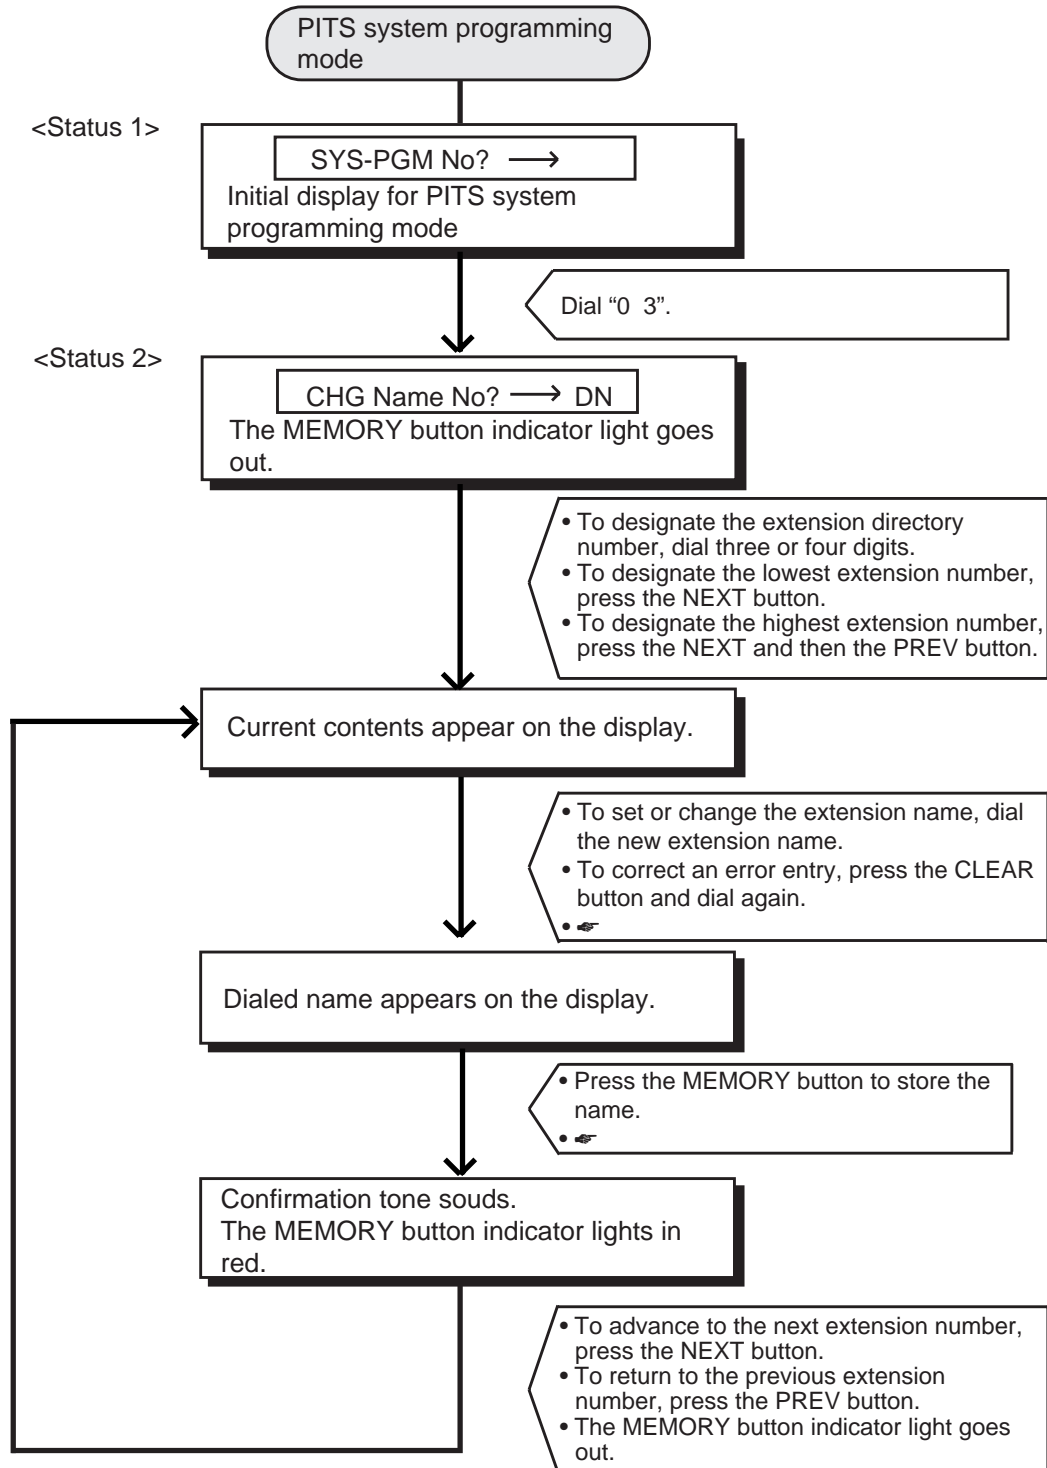 PITS system programming
mode
<Status 1>
SYS-PGM No? →
Initial display for PITS system
programming mode
Dial “0 3”.
<Status 2>
CHG Name No? → DN
The MEMORY button indicator light goes
out.
• To designate the extension directory
number, dial three or four digits.
• To designate the lowest extension number,
press the NEXT button.
• To designate the highest extension number,
press the NEXT and then the PREV button.
Current contents appear on the display.
• To set or change the extension name, dial
the new extension name.
• To correct an error entry, press the CLEAR
button and dial again.
• ☛
Dialed name appears on the display.
• Press the MEMORY button to store the
name.
• ☛
Confirmation tone souds.
The MEMORY button indicator lights in
red.
• To advance to the next extension number,
press the NEXT button.
• To return to the previous extension
number, press the PREV button.
• The MEMORY button indicator light goes
out.